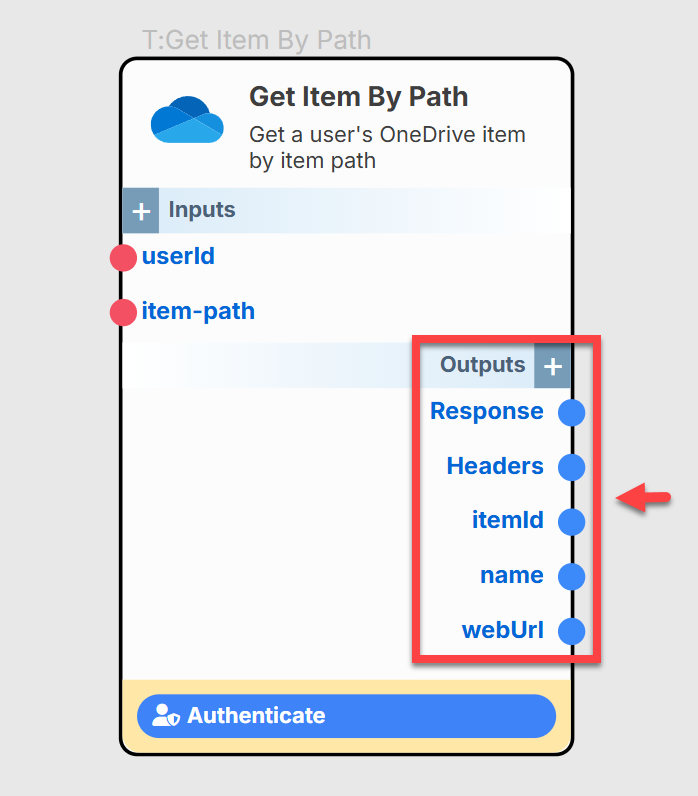 T:Get Item By Path
Get Item By Path
Get a user's OneDrive item
by item path
+ Inputs
userId
item-path
Outputs +
Response
Headers
itemId
name
webUrl
Authenticate